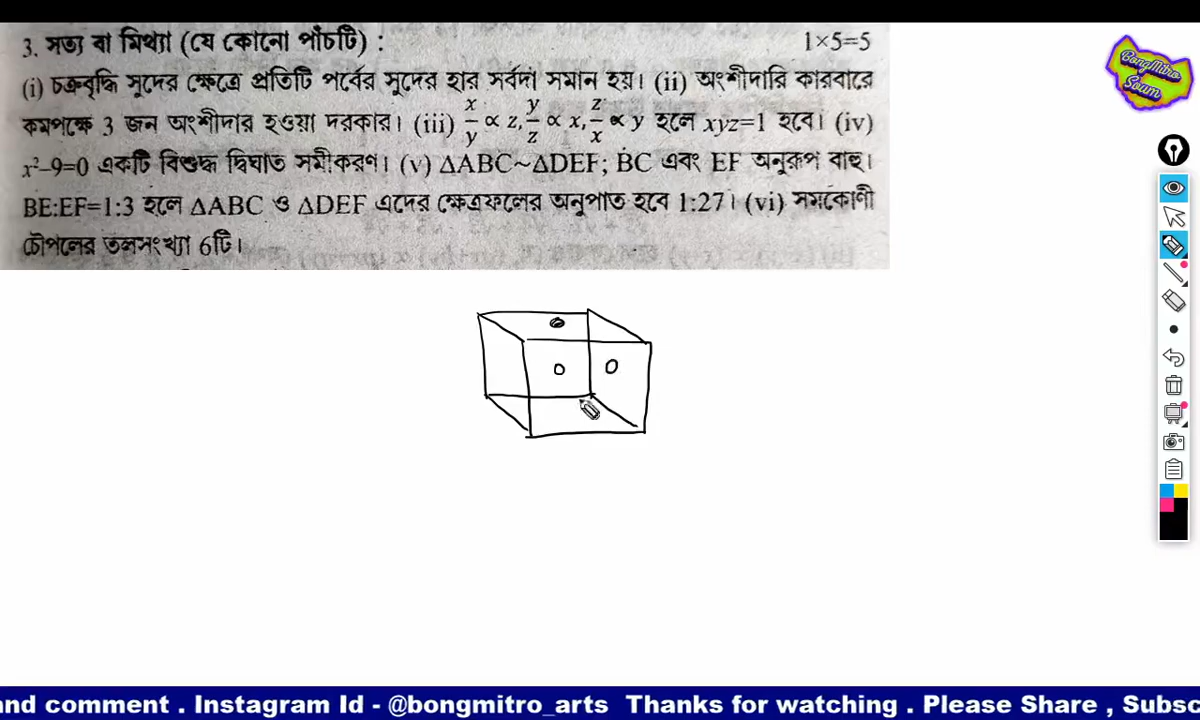 3. সত্য বা মিথ্যা (যে কোনো পাঁচটি) : 1×5=5
(i) চক্রবৃদ্ধি সুদের ক্ষেত্রে প্রতিটি পর্বের সুদের হার সর্বদা সমান হয়। (ii) অংশীদারি কারবারে
কমপক্ষে 3 জন অংশীদার হওয়া দরকার। (iii) x/y ∝ z, y/z ∝ x, z/x ∝ y হলে xyz=1 হবে। (iv)
x²–9=0 একটি বিশুদ্ধ দ্বিঘাত সমীকরণ। (v) ΔABC~ΔDEF; BC এবং EF অনুরূপ বাহু।
BE:EF=1:3 হলে ΔABC ও ΔDEF এদের ক্ষেত্রফলের অনুপাত হবে 1:27। (vi) সমকোণী
চৌপলের তলসংখ্যা 6টি।
BongMitro
Soum
and comment . Instagram Id - @bongmitro_arts Thanks for watching . Please Share , Subsc